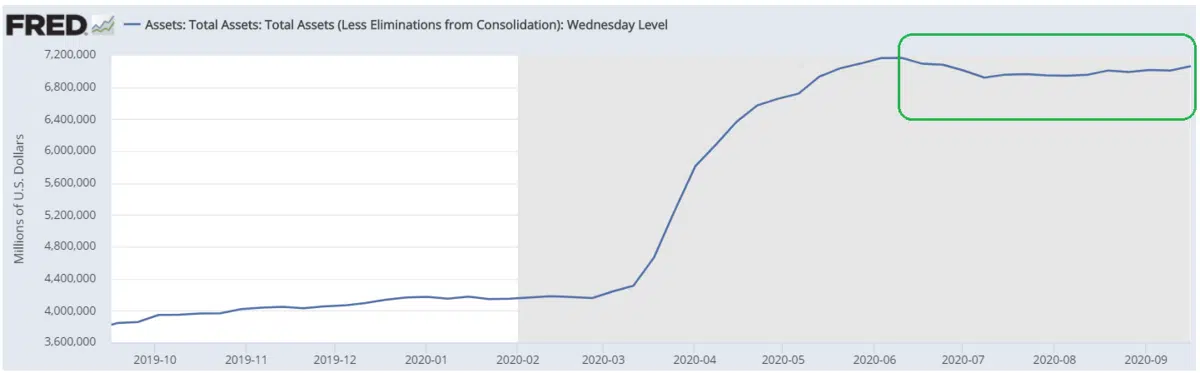 FRED
Assets: Total Assets: Total Assets (Less Eliminations from Consolidation): Wednesday Level
Millions of U.S. Dollars
7,200,000
6,800,000
6,400,000
6,000,000
5,600,000
5,200,000
4,800,000
4,400,000
4,000,000
3,600,000
2019-10 2019-11 2019-12 2020-01 2020-02 2020-03 2020-04 2020-05 2020-06 2020-07 2020-08 2020-09